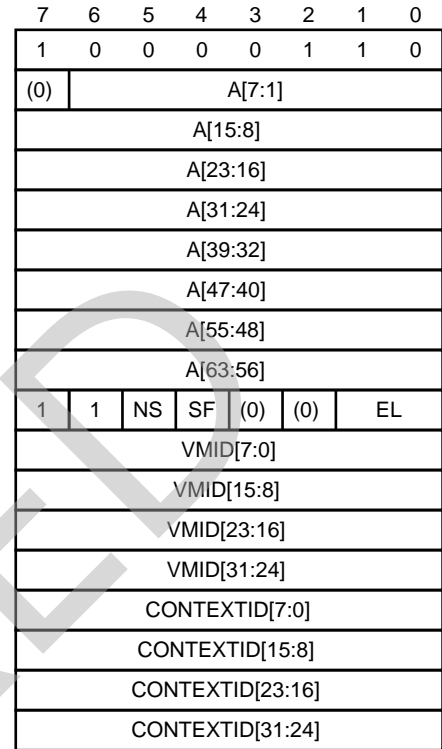 7 6 5 4 3 2 1 0
1 0 0 0 0 1 1 0
(0) A[7:1]
A[15:8]
A[23:16]
A[31:24]
A[39:32]
A[47:40]
A[55:48]
A[63:56]
1 1 NS SF (0) (0) EL
VMID[7:0]
VMID[15:8]
VMID[23:16]
VMID[31:24]
CONTEXTID[7:0]
CONTEXTID[15:8]
CONTEXTID[23:16]
CONTEXTID[31:24]